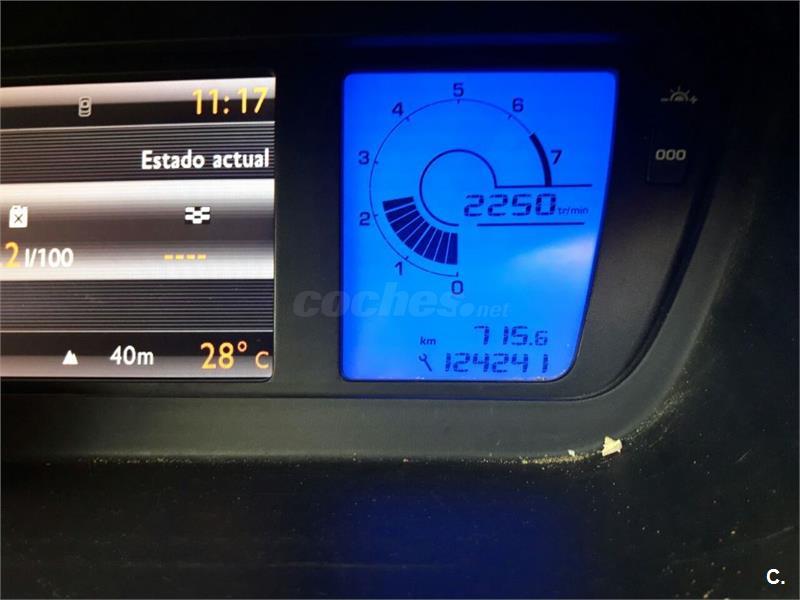 11:17
Estado actual
2 l/100
----
40m
28° C
5
4
6
3
7
2
2250 tr/min
1
0
coches.net
km 715.6
124241
000
C.